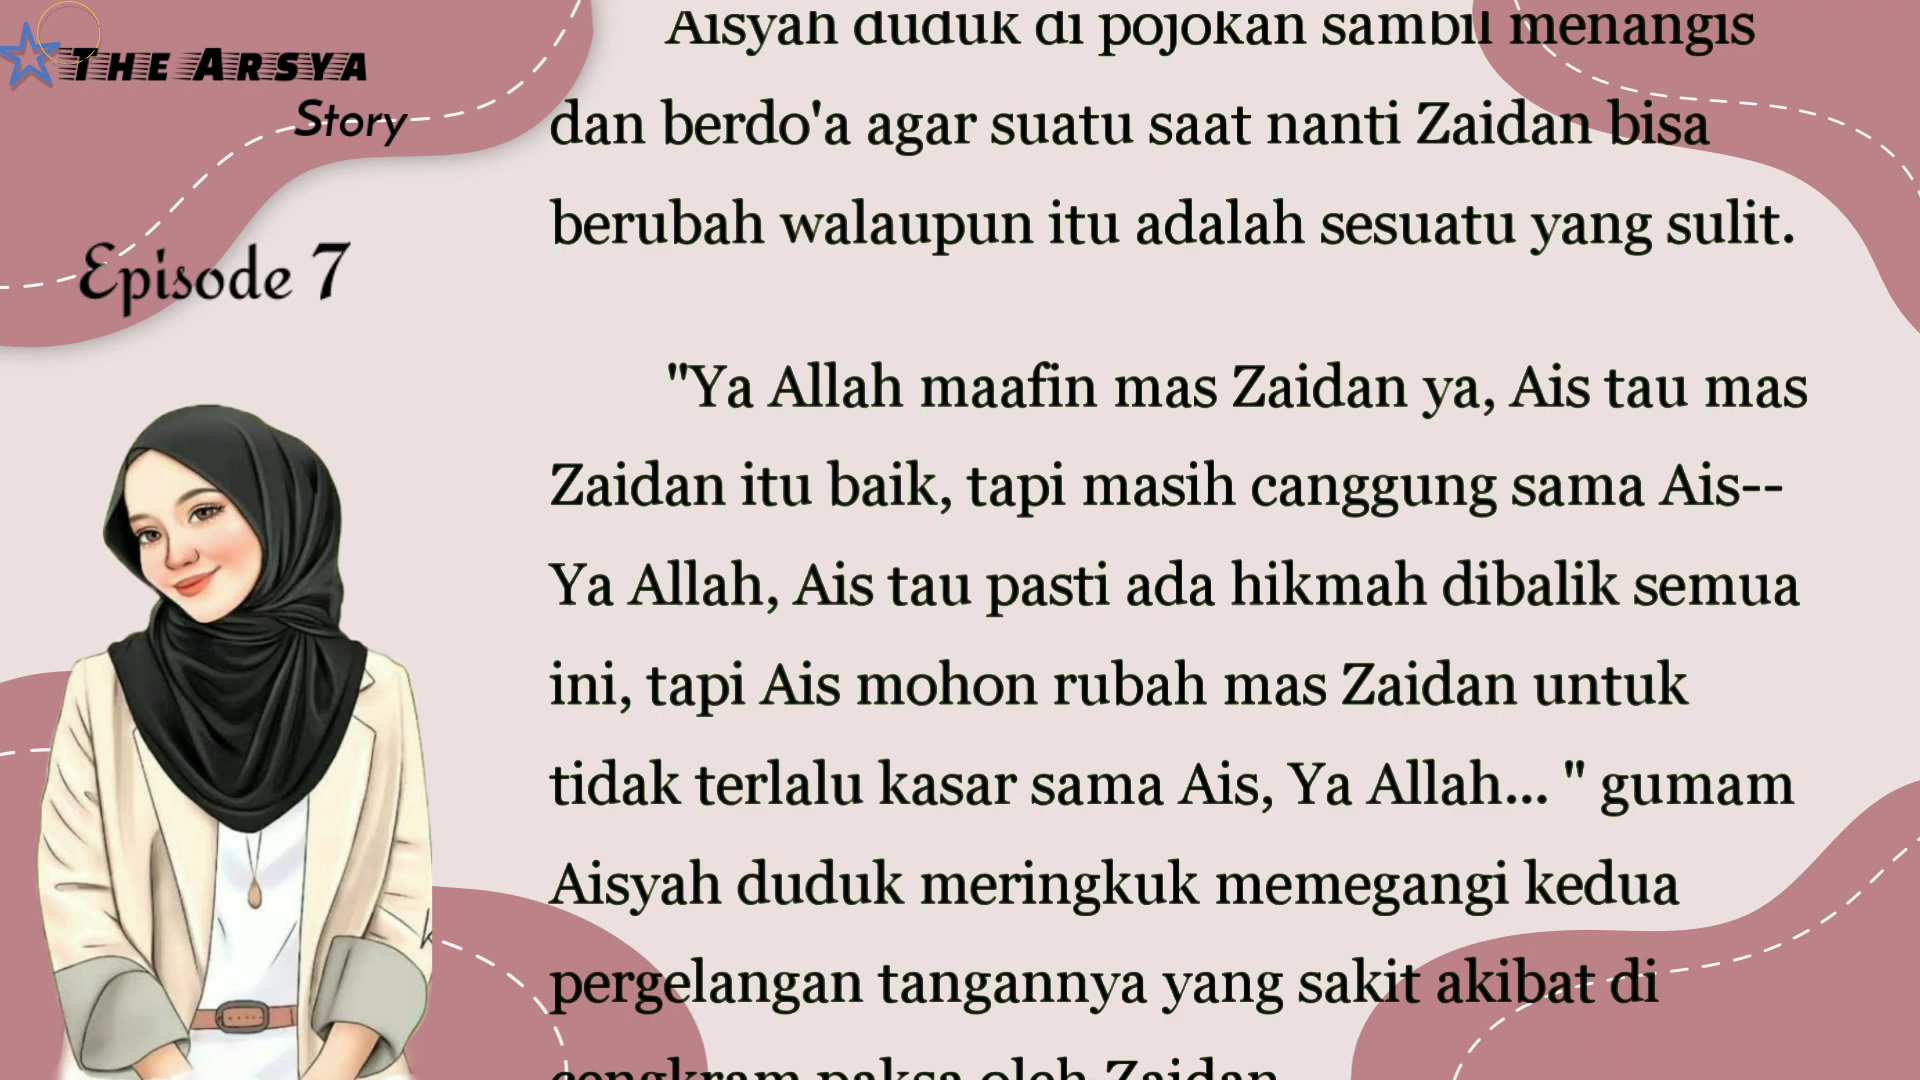 THE ARSYA
Story
Episode 7
Aisyah duduk di pojokan sambil menangis
dan berdo'a agar suatu saat nanti Zaidan bisa
berubah walaupun itu adalah sesuatu yang sulit.
"Ya Allah maafin mas Zaidan ya, Ais tau mas
Zaidan itu baik, tapi masih canggung sama Ais--
Ya Allah, Ais tau pasti ada hikmah dibalik semua
ini, tapi Ais mohon rubah mas Zaidan untuk
tidak terlalu kasar sama Ais, Ya Allah... " gumam
Aisyah duduk meringkuk memegangi kedua
pergelangan tangannya yang sakit akibat di
cengkram paksa oleh Zaidan